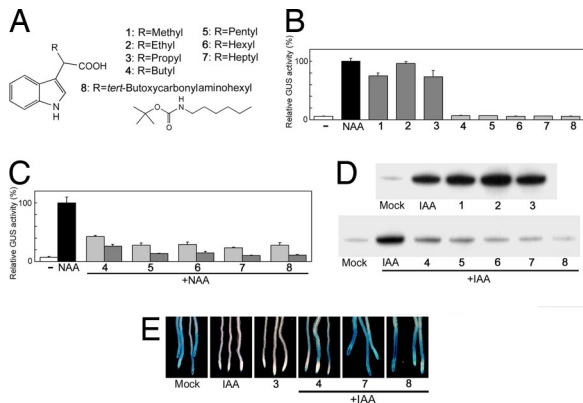 A
R
COOH
N
H
1: R=Methyl
2: R=Ethyl
3: R=Propyl
4: R=Butyl
5: R=Pentyl
6: R=Hexyl
7: R=Heptyl
8: R=tert-Butoxycarbonylaminohexyl
O
N
H
O
B
Relative GUS activity (%)
100
– NAA 1 2 3 4 5 6 7 8
C
Relative GUS activity (%)
100
– NAA 4 5 6 7 8
+NAA
D
Mock IAA 1 2 3
Mock IAA 4 5 6 7 8
+IAA
E
Mock IAA 3 4 7 8
+IAA